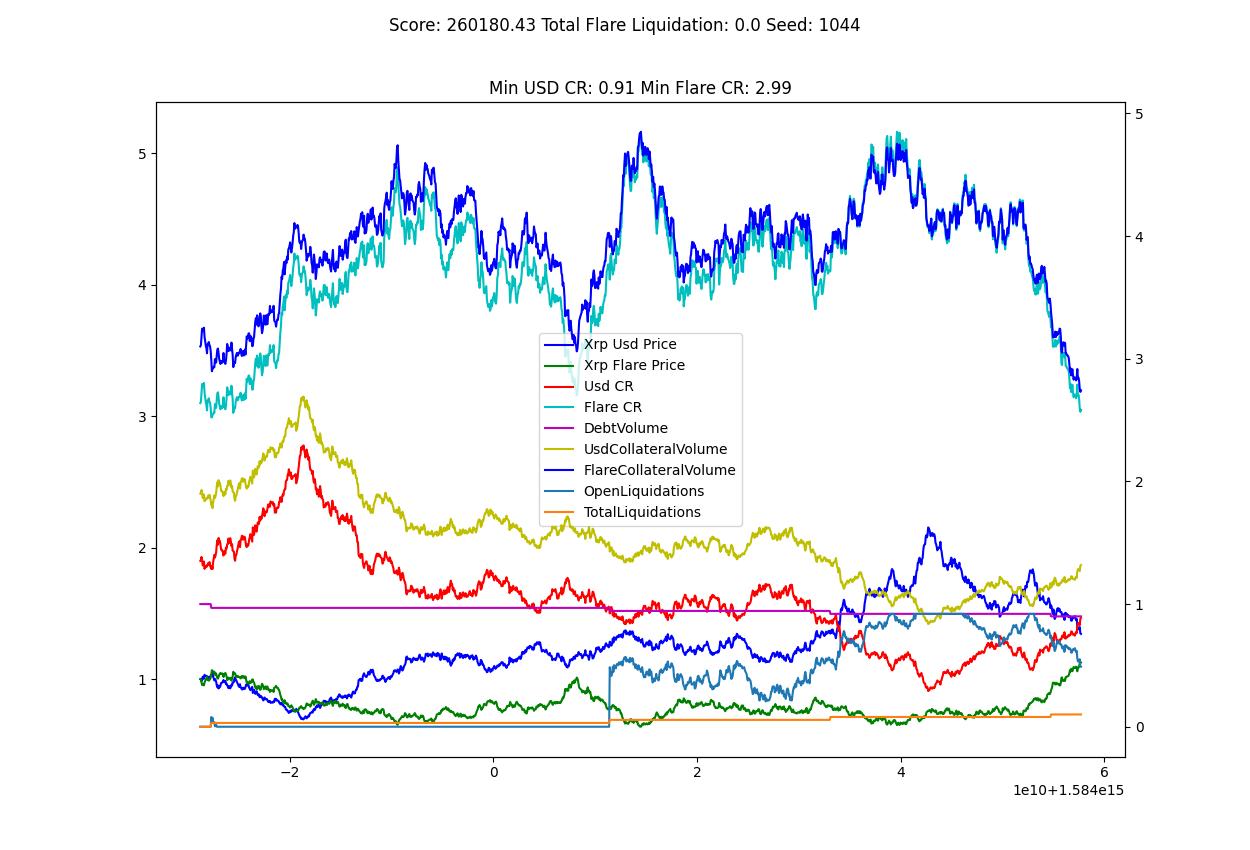 Score: 260180.43 Total Flare Liquidation: 0.0 Seed: 1044
Min USD CR: 0.91 Min Flare CR: 2.99
5
4
3
2
1
5
4
3
2
1
0
Xrp Usd Price
Xrp Flare Price
Usd CR
Flare CR
DebtVolume
UsdCollateralVolume
FlareCollateralVolume
OpenLiquidations
TotalLiquidations
−2 0 2 4 6
1e10+1.584e15